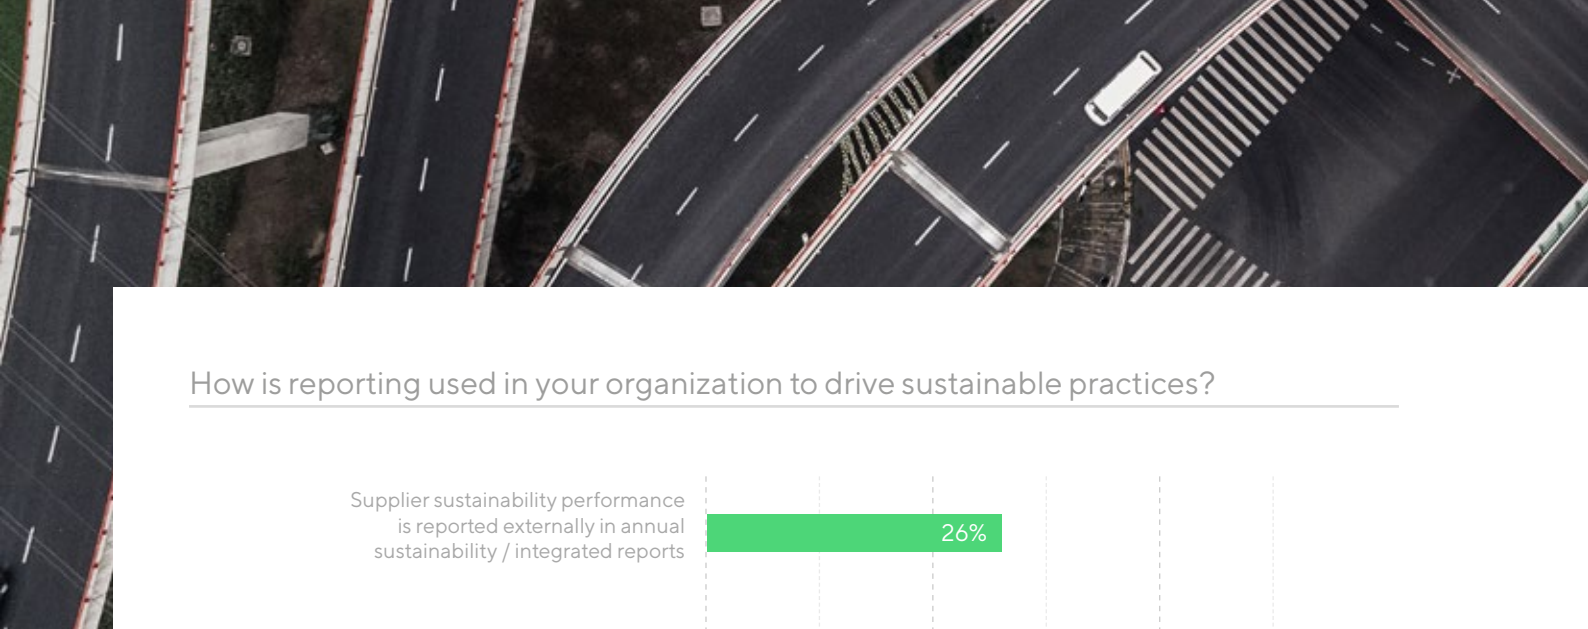 How is reporting used in your organization to drive sustainable practices?
Supplier sustainability performance
is reported externally in annual
sustainability / integrated reports
26%